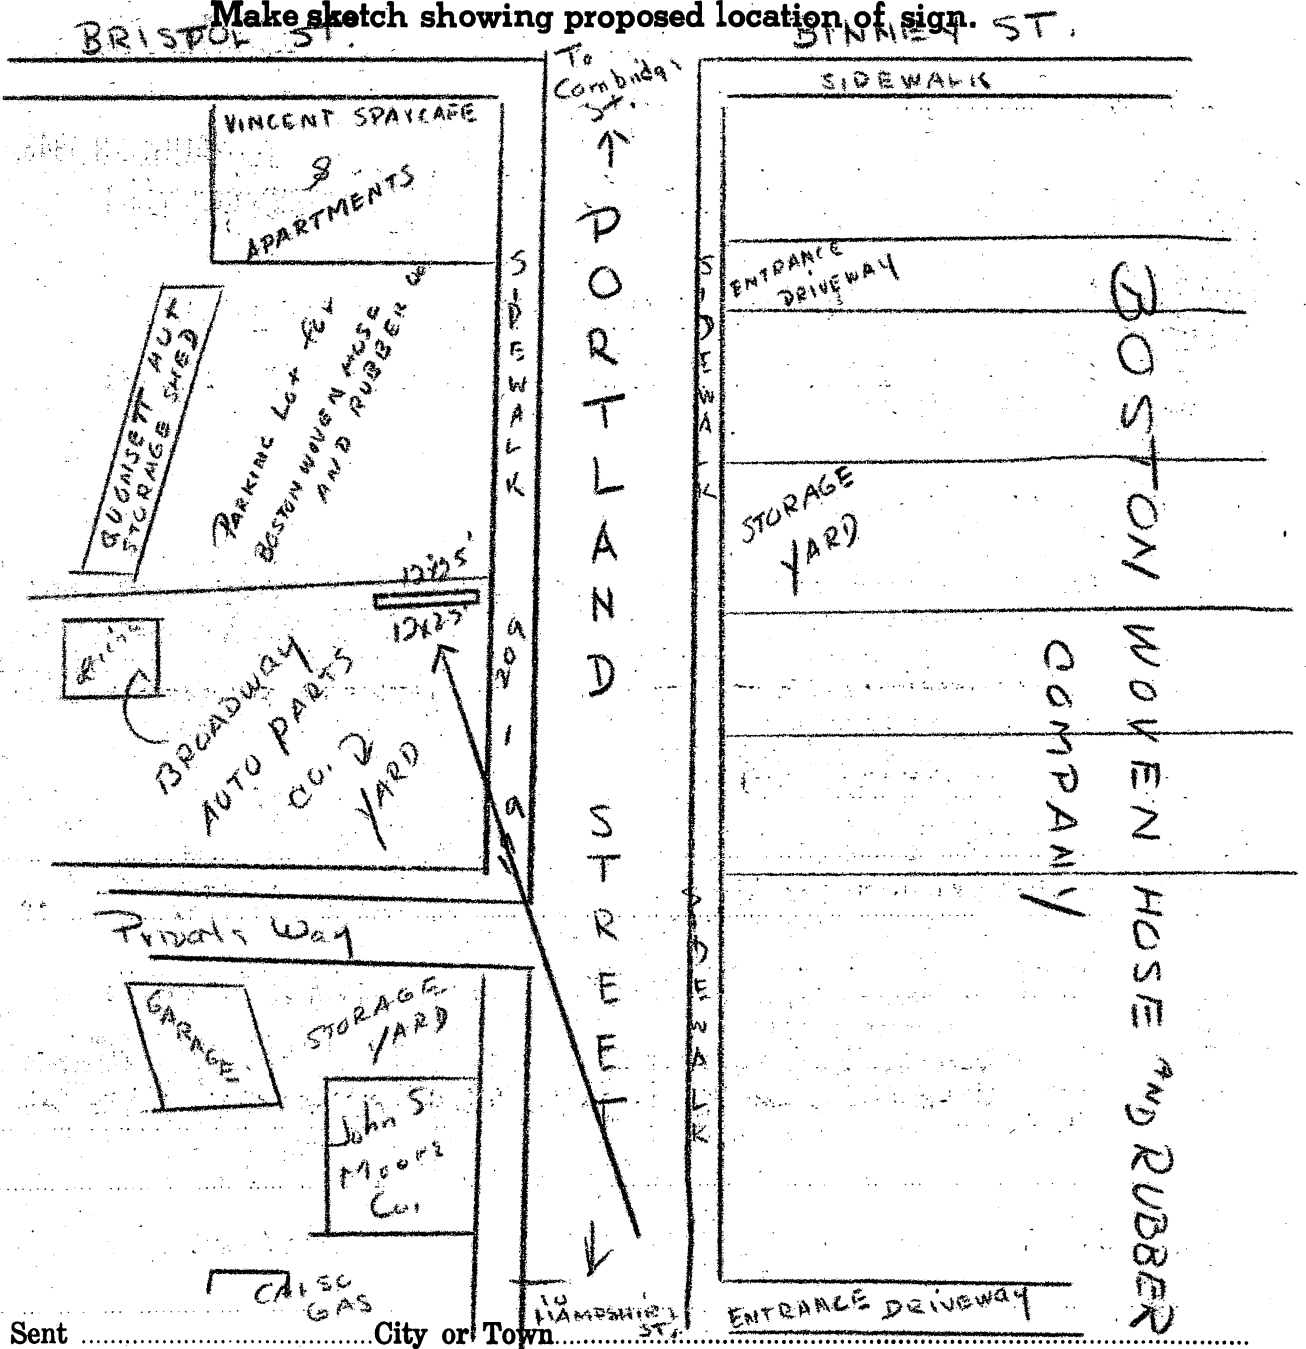 Make sketch showing proposed location of sign.
BRISTOL ST.
To
Cambridge
St.
BINNEY ST.
SIDEWALK
VINCENT SPAYCAFE
&
APARTMENTS
SIDEWALK
PORTLAND STREET
SIDEWALK
ENTRANCE
DRIVEWAY
BOSTON WOVEN HOSE AND RUBBER
COMPANY
QUONSETT HUT
STORAGE SHED
PARKING Lot for
BOSTON WOVEN HOSE
AND RUBBER Co
STORAGE
YARD
12x25'
12x25'
BROADWAY
AUTO PARTS
CO.
YARD
Private Way
SIDEWALK
GARAGE
STORAGE
YARD
John S.
Moore
Co.
CALSO
GAS
TO
HAMPSHIRE
ST.
ENTRANCE DRIVEWAY
Sent City or Town